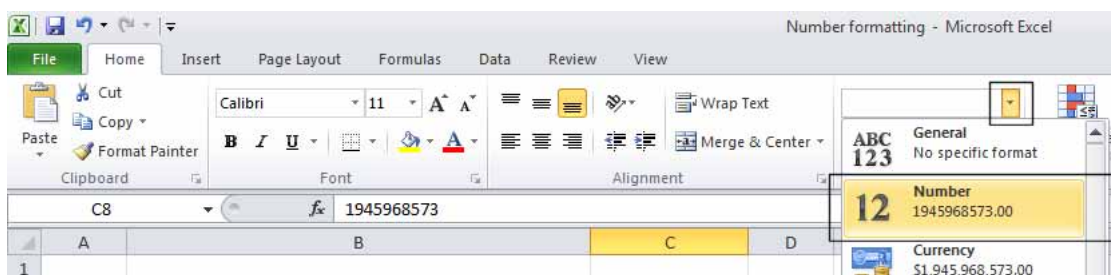 Number formatting - Microsoft Excel
File Home Insert Page Layout Formulas Data Review View
Paste
Cut
Copy
Format Painter
Clipboard
Calibri 11 A A
B I U A
Font
Wrap Text
Merge & Center
Alignment
ABC 123
General
No specific format
12
Number
1945968573.00
Currency
$1,945,968,573.00
C8 fx 1945968573
A B C D
1